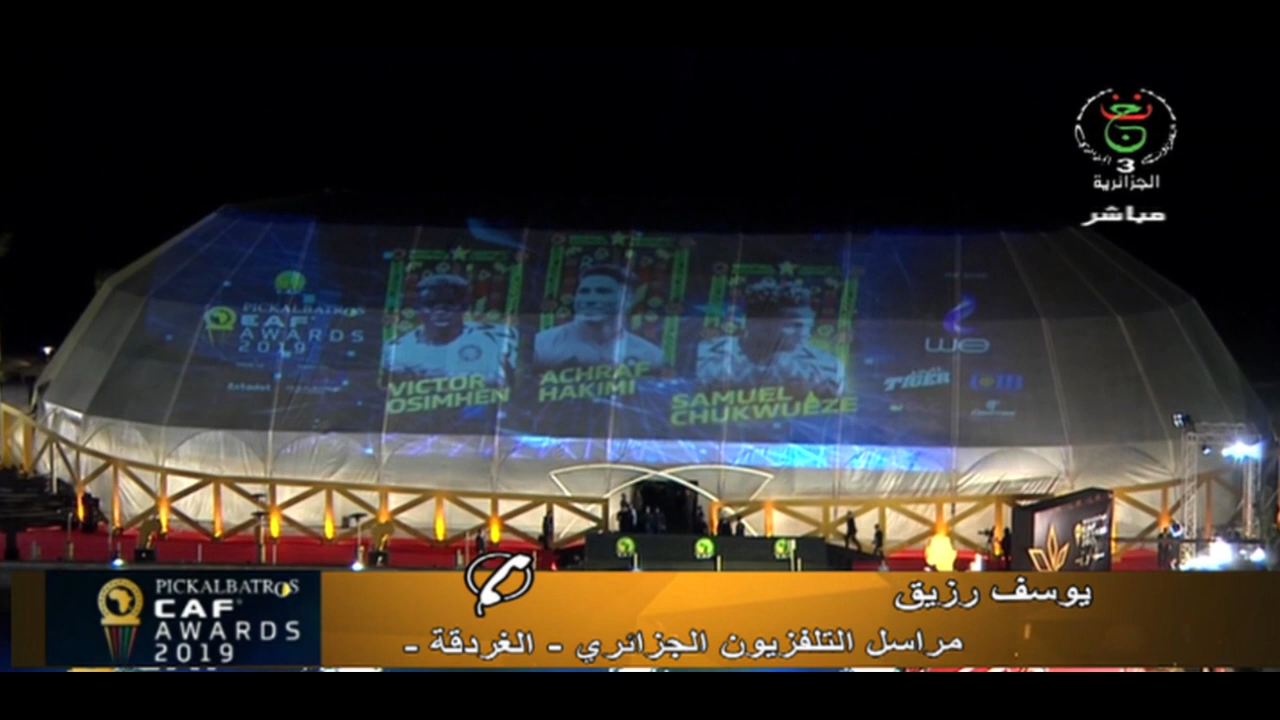 3
الجزائرية
مباشر
PICKALBATROS
CAF
AWARDS
2019
VICTOR
OSIMHEN
ACHRAF
HAKIMI
SAMUEL
CHUKWUEZE
we
TIGER
يوسف رزيق
مراسل التلفزيون الجزائري - الغردقة -
PICKALBATROS
CAF
AWARDS
2019